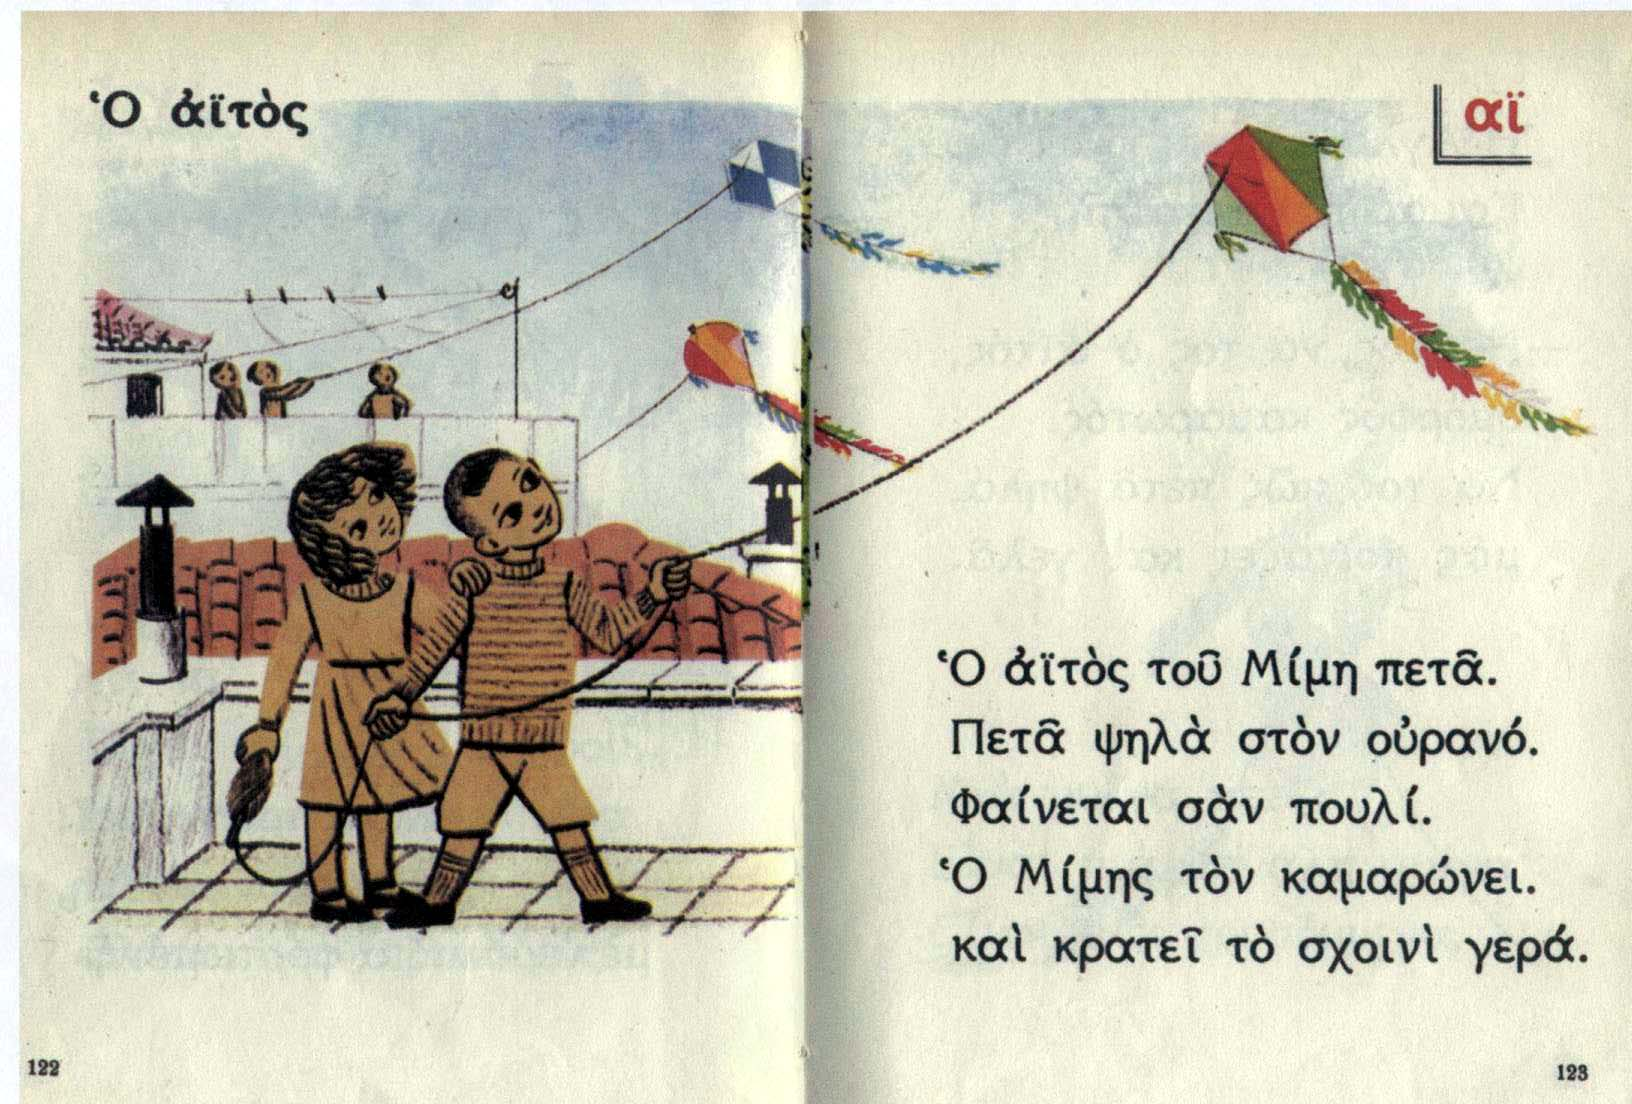 Ὁ ἀϊτὸς
αϊ
Ὁ ἀϊτὸς τοῦ Μίμη πετᾶ.
Πετᾶ ψηλὰ στὸν οὐρανό.
Φαίνεται σὰν πουλί.
Ὁ Μίμης τὸν καμαρώνει.
καὶ κρατεῖ τὸ σχοινὶ γερά.
122
123